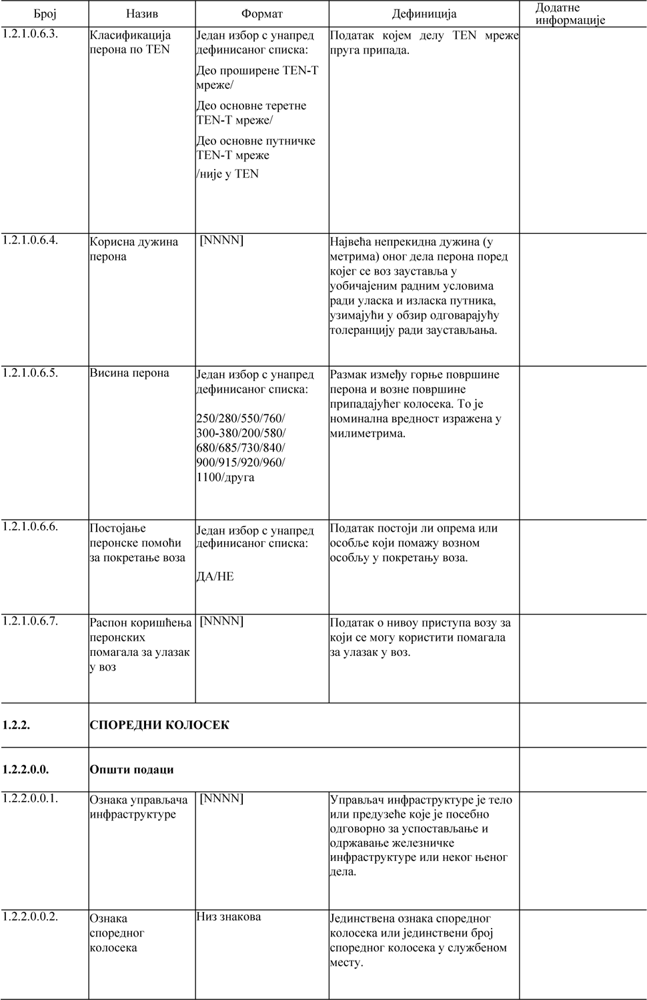 Број Назив Формат Дефиниција Додатне информације
1.2.1.0.6.3.
Класификација
перона по TEN
Један избор с унапред
дефинисаног списка:
Део проширене TEN-T
мреже/
Део основне теретне
TEN-T мреже/
Део основне путничке
TEN-T мреже
/није у TEN
Податак којем делу TEN мреже
пруга припада.
1.2.1.0.6.4.
Корисна дужина
перона
[NNNN]
Највећа непрекидна дужина (у
метрима) оног дела перона поред
којег се воз зауставља у
уобичајеним радним условима
ради уласка и изласка путника,
узимајући у обзир одговарајућу
толеранцију ради заустављања.
1.2.1.0.6.5.
Висина перона
Један избор с унапред
дефинисаног списка:
250/280/550/760/
300-380/200/580/
680/685/730/840/
900/915/920/960/
1100/друга
Размак између горње површине
перона и возне површине
припадајућег колосека. То је
номинална вредност изражена у
милиметрима.
1.2.1.0.6.6.
Постојање
перонске помоћи
за покретање воза
Један избор с унапред
дефинисаног списка:
ДА/НЕ
Податак постоји ли опрема или
особље који помажу возном
особљу у покретању воза.
1.2.1.0.6.7.
Распон коришћења
перонских
помагала за улазак
у воз
[NNNN]
Податак о нивоу приступа возу за
који се могу користити помагала
за улазак у воз.
1.2.2.
СПОРЕДНИ КОЛОСЕК
1.2.2.0.0.
Општи подаци
1.2.2.0.0.1.
Ознака управљача
инфраструктуре
[NNNN]
Управљач инфраструктуре је тело
или предузеће које је посебно
одговорно за успостављање и
одржавање железничке
инфраструктуре или неког њеног
дела.
1.2.2.0.0.2.
Ознака
споредног
колосека
Низ знакова
Јединствена ознака споредног
колосека или јединствени број
споредног колосека у службеном
месту.